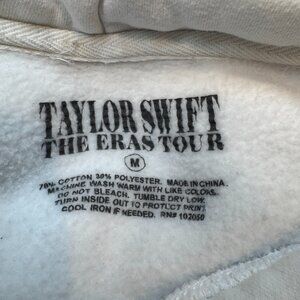 TAYLOR SWIFT
THE ERAS TOUR
M
70% COTTON 30% POLYESTER. MADE IN CHINA.
MACHINE WASH WARM WITH LIKE COLORS.
DO NOT BLEACH. TUMBLE DRY LOW.
TURN INSIDE OUT TO PROTECT PRINT.
COOL IRON IF NEEDED. RN# 102050